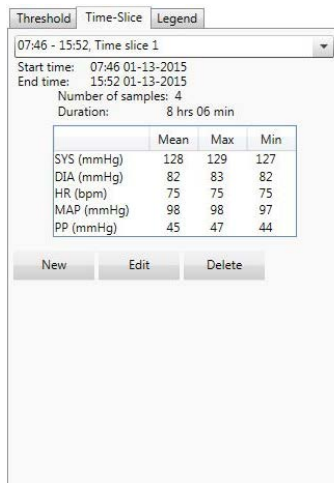 Threshold Time-Slice Legend
07:46 - 15:52, Time slice 1
Start time: 07:46 01-13-2015
End time: 15:52 01-13-2015
Number of samples: 4
Duration: 8 hrs 06 min
Mean Max Min
SYS (mmHg) 128 129 127
DIA (mmHg) 82 83 82
HR (bpm) 75 75 75
MAP (mmHg) 98 98 97
PP (mmHg) 45 47 44
New Edit Delete